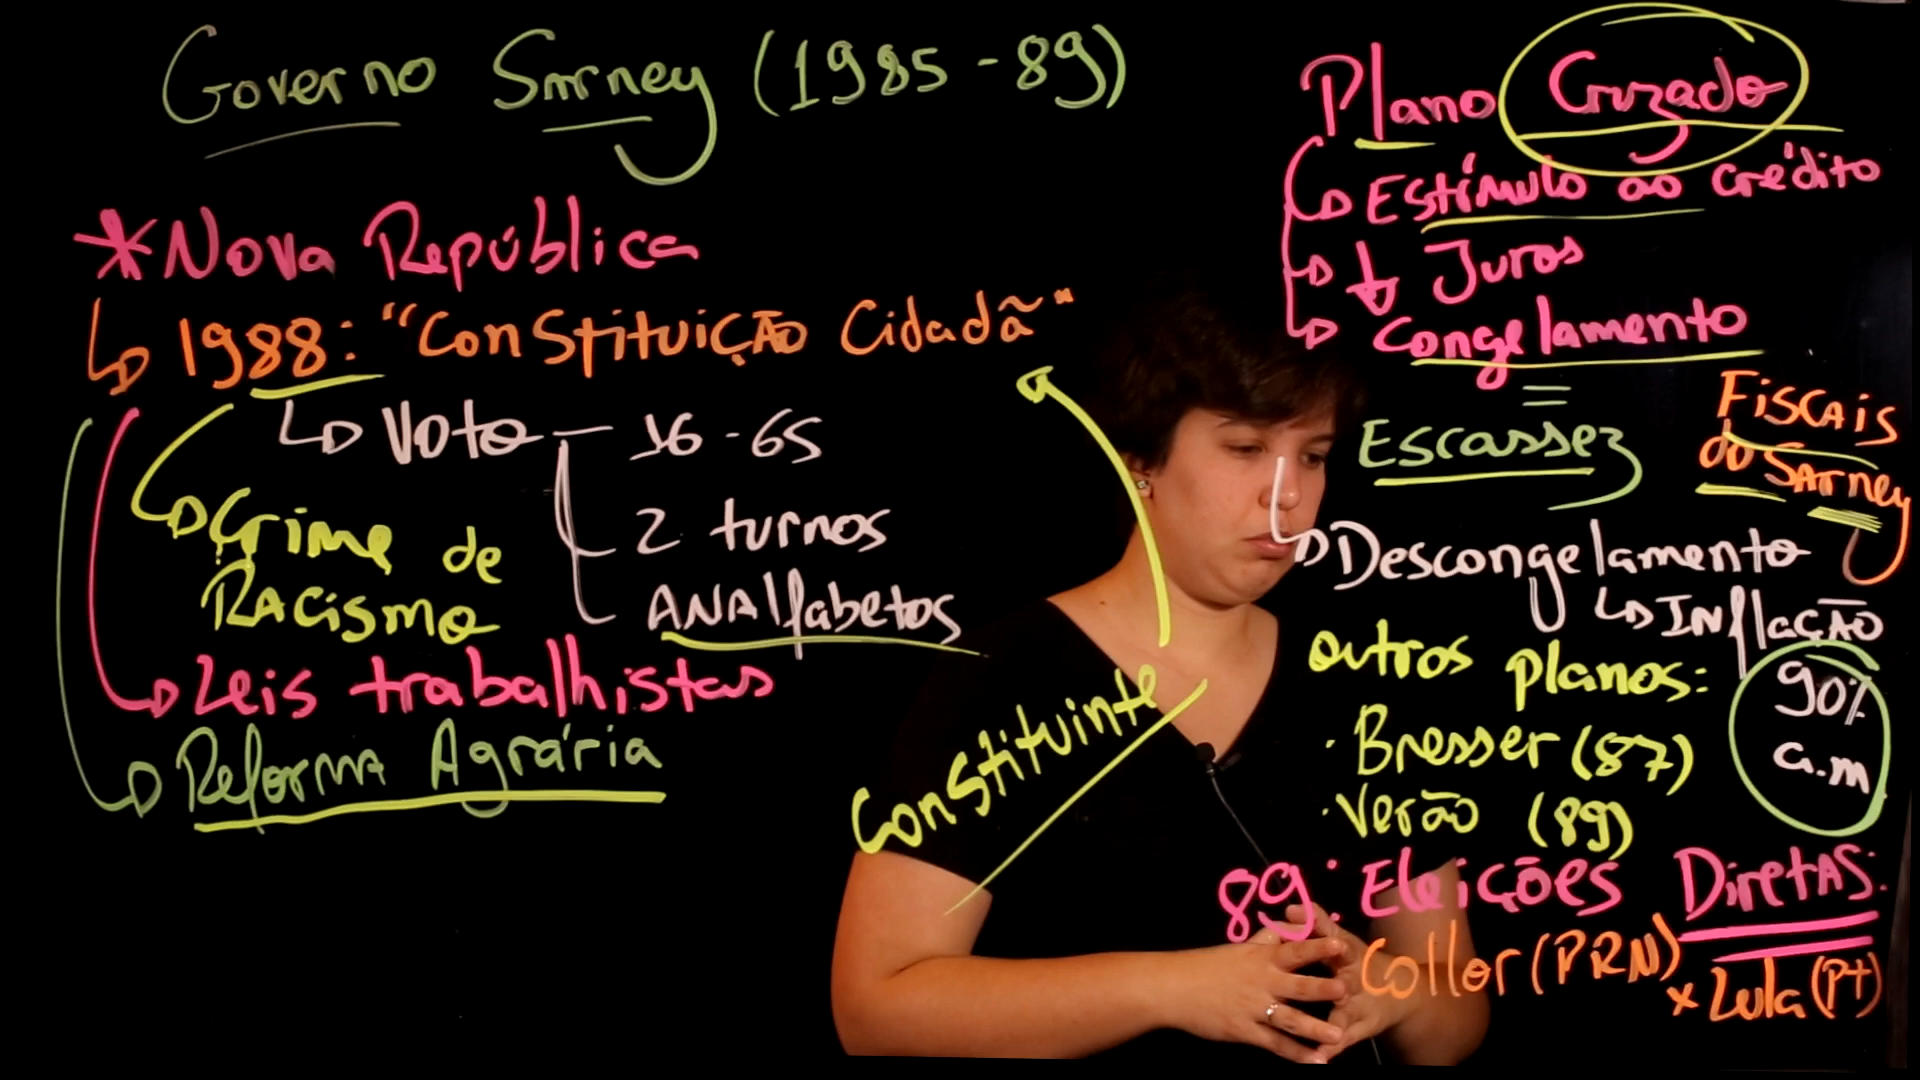 Governo Sarney (1985-89)
*Nova República
1988: "Constituição Cidadã"
Voto - 16-65
2 turnos
Analfabetos
Crime de
Racismo
Leis trabalhistas
Reforma Agrária
Constituinte
Plano Cruzado
Estímulo ao crédito
↓ Juros
Congelamento
=
Escassez
Fiscais
do Sarney
Descongelamento
Inflação
90%
a.m
outros planos:
· Bresser (87)
· Verão (89)
89: Eleições Diretas:
Collor (PRN)
x Lula (PT)